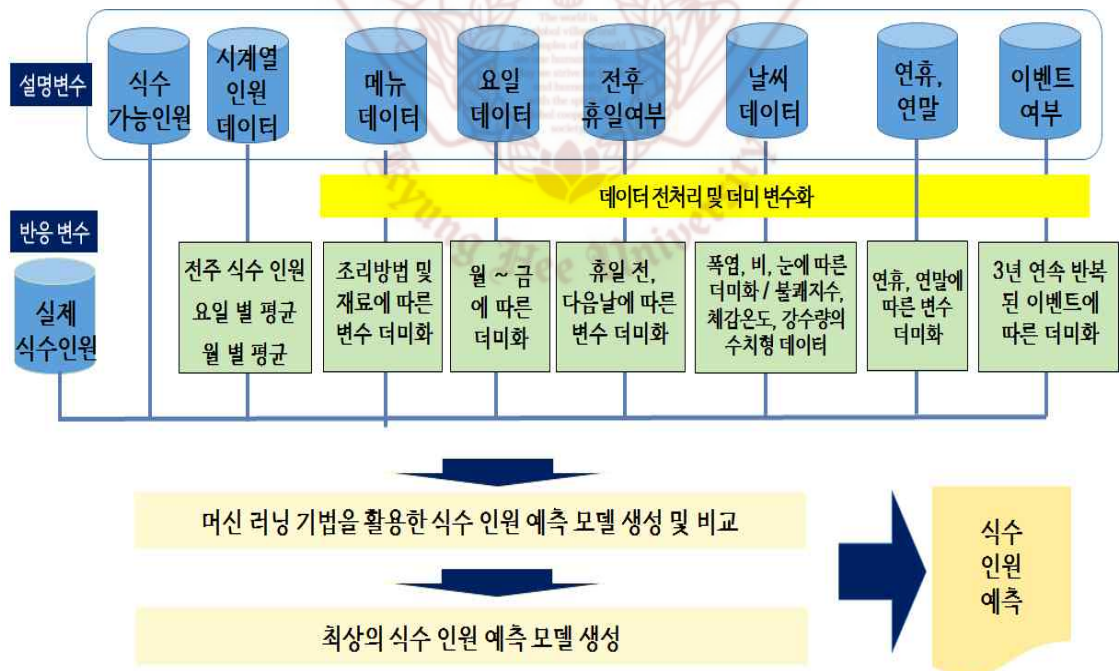 설명변수
식수
가능인원
시계열
인원
데이터
메뉴
데이터
요일
데이터
전후
휴일여부
날씨
데이터
연휴,
연말
이벤트
여부
데이터 전처리 및 더미 변수화
반응 변수
실제
식수인원
전주 식수 인원
요일 별 평균
월 별 평균
조리방법 및
재료에 따른
변수 더미화
월 ~ 금
에 따른
더미화
휴일 전,
다음날에 따른
변수 더미화
폭염, 비, 눈에 따른
더미화 / 불쾌지수,
체감온도, 강수량의
수치형 데이터
연휴, 연말에
따른 변수
더미화
3년 연속 반복
된 이벤트에
따른 더미화
머신 러닝 기법을 활용한 식수 인원 예측 모델 생성 및 비교
최상의 식수 인원 예측 모델 생성
식수
인원
예측
Kyung Hee University